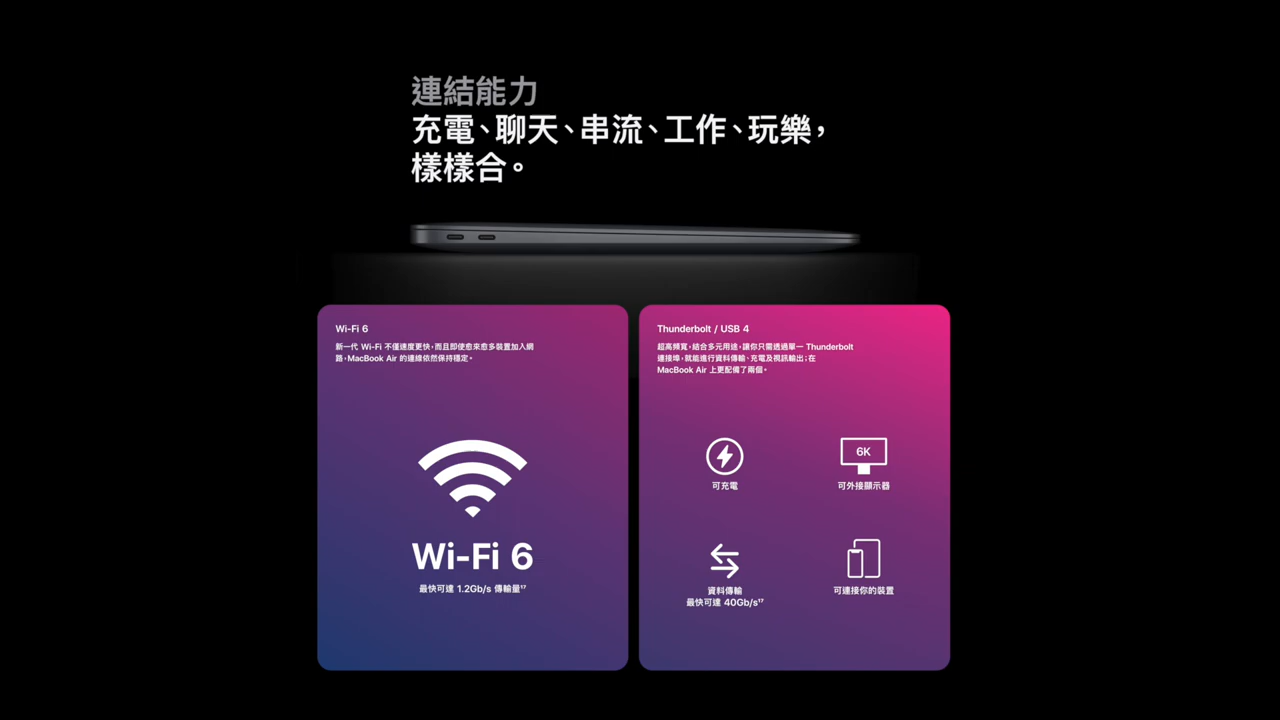 連結能力
充電、聊天、串流、工作、玩樂，
樣樣合。
Wi-Fi 6
新一代 Wi-Fi 不僅速度更快，而且即使愈來愈多裝置加入網
路，MacBook Air 的連線依然保持穩定。
Wi-Fi 6
最快可達 1.2Gb/s 傳輸量¹⁷
Thunderbolt / USB 4
超高頻寬，結合多元用途，讓你只需透過單一 Thunderbolt
連接埠，就能進行資料傳輸、充電及視訊輸出；在
MacBook Air 上更配備了兩個。
可充電
6K
可外接顯示器
資料傳輸
最快可達 40Gb/s¹⁷
可連接你的裝置